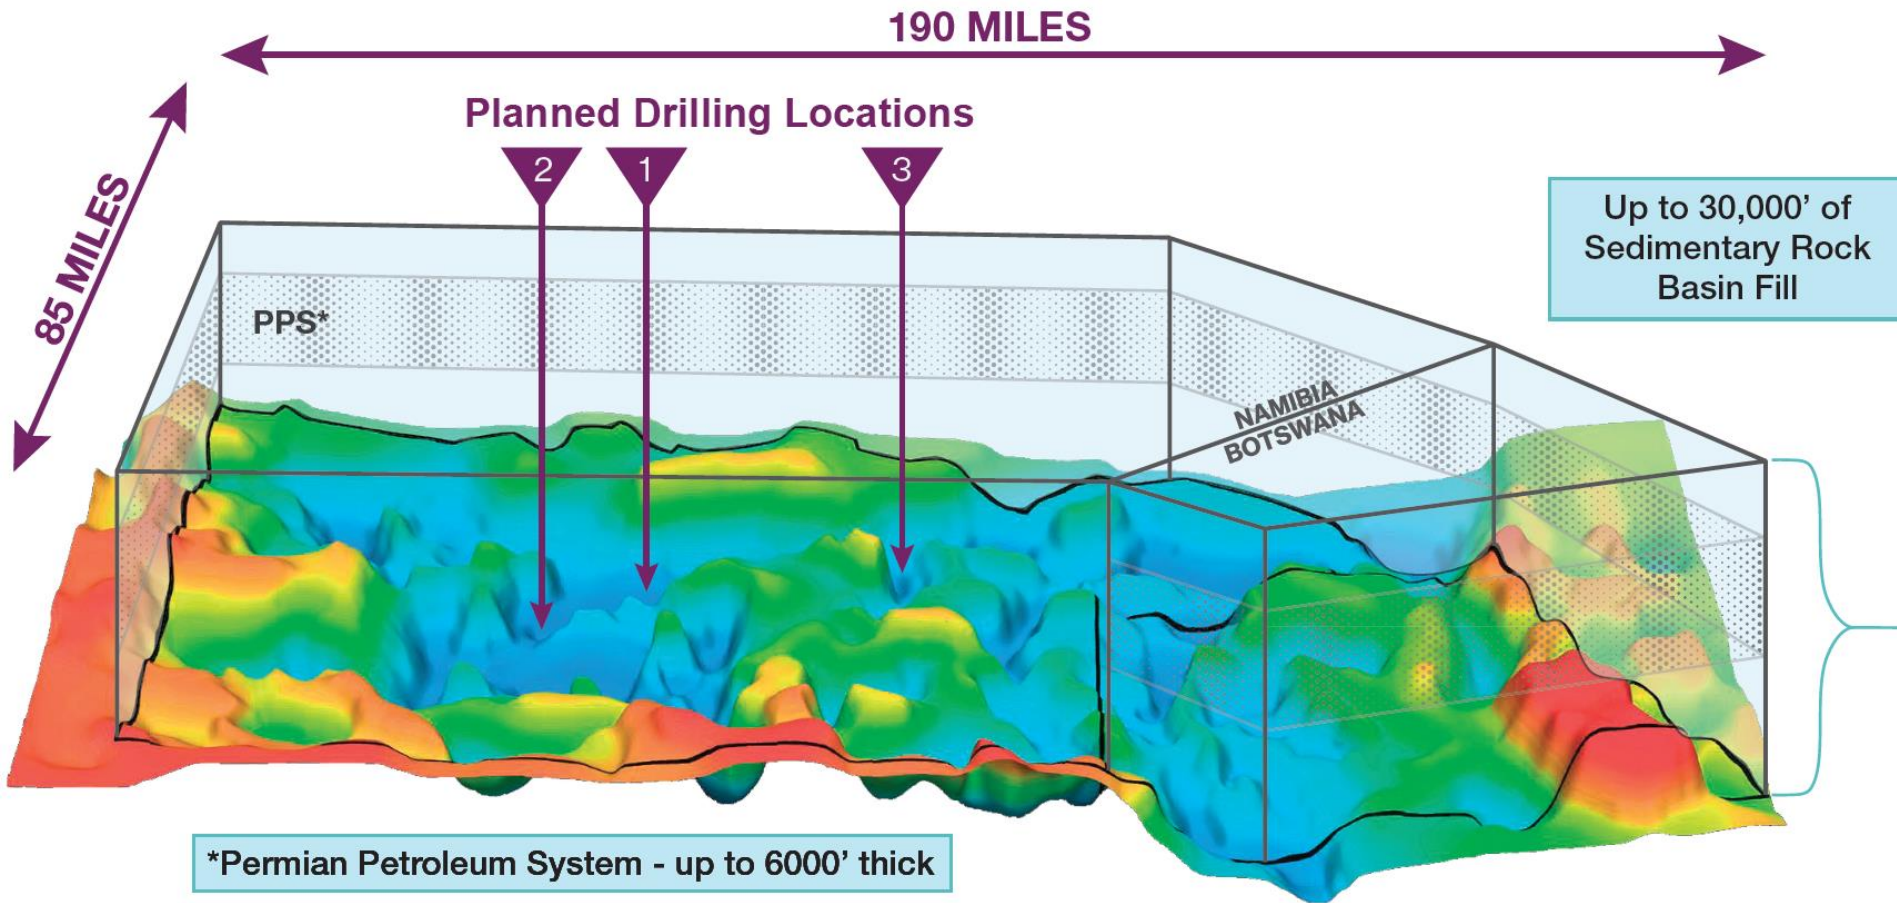 190 MILES
Planned Drilling Locations
2
1
3
85 MILES
Up to 30,000’ of
Sedimentary Rock
Basin Fill
PPS*
NAMIBIA
BOTSWANA
*Permian Petroleum System - up to 6000’ thick